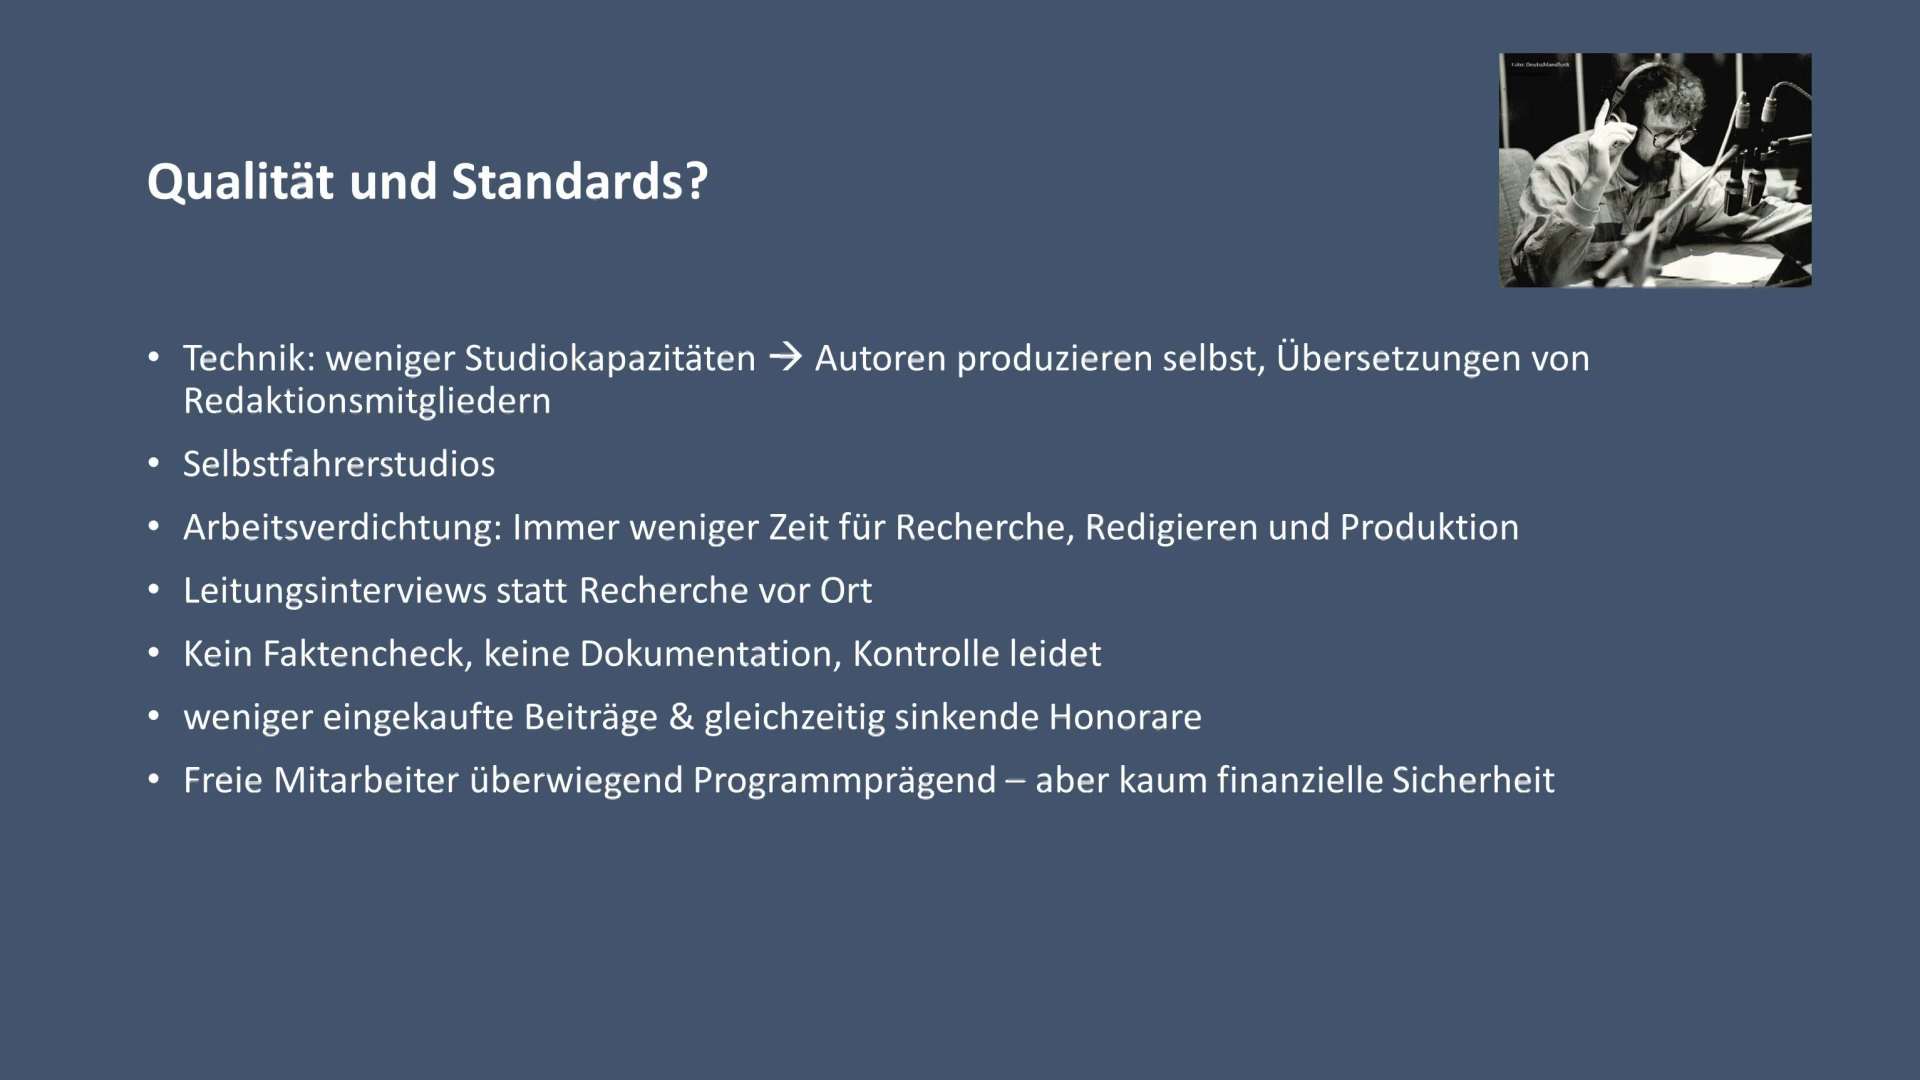 Qualität und Standards?
• Technik: weniger Studiokapazitäten → Autoren produzieren selbst, Übersetzungen von
Redaktionsmitgliedern
• Selbstfahrerstudios
• Arbeitsverdichtung: Immer weniger Zeit für Recherche, Redigieren und Produktion
• Leitungsinterviews statt Recherche vor Ort
• Kein Faktencheck, keine Dokumentation, Kontrolle leidet
• weniger eingekaufte Beiträge & gleichzeitig sinkende Honorare
• Freie Mitarbeiter überwiegend Programmprägend – aber kaum finanzielle Sicherheit